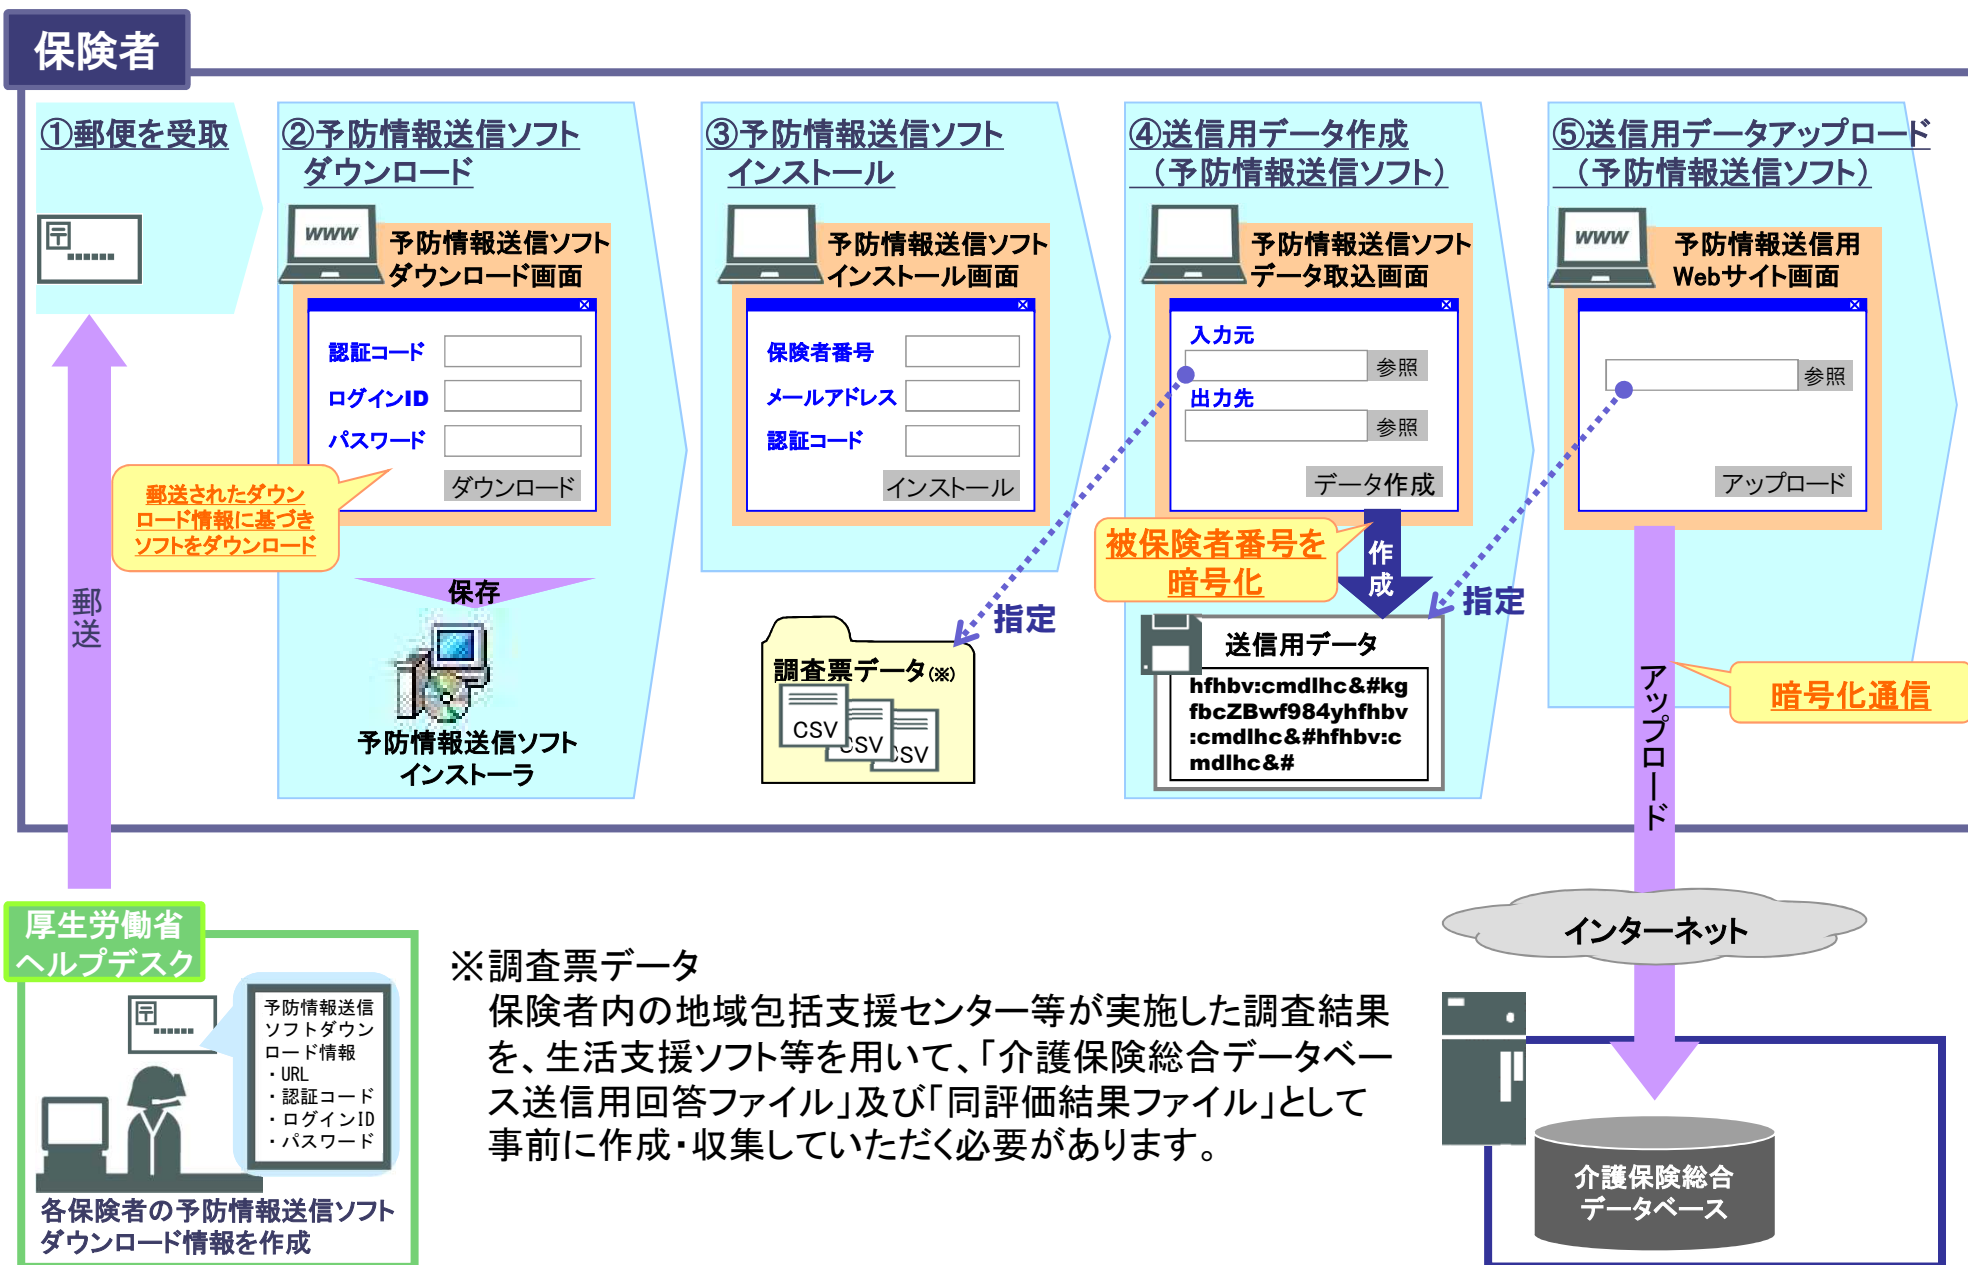 保険者
①郵便を受取
②予防情報送信ソフト
ダウンロード
WWW
予防情報送信ソフト
ダウンロード画面
認証コード
ログインID
パスワード
ダウンロード
郵送されたダウン
ロード情報に基づき
ソフトをダウンロード
保存
予防情報送信ソフト
インストーラ
③予防情報送信ソフト
インストール
予防情報送信ソフト
インストール画面
保険者番号
メールアドレス
認証コード
インストール
指定
調査票データ(※)
CSV
CSV
CSV
④送信用データ作成
（予防情報送信ソフト）
予防情報送信ソフト
データ取込画面
入力元
参照
出力先
参照
データ作成
被保険者番号を
暗号化
作成
指定
送信用データ
hfhbv:cmdlhc&#kg
fbcZBwf984yhfhbv
:cmdlhc&#hfhbv:c
mdlhc&#
⑤送信用データアップロード
（予防情報送信ソフト）
WWW
予防情報送信用
Webサイト画面
参照
アップロード
アップロード
暗号化通信
郵送
厚生労働省
ヘルプデスク
〒
予防情報送信
ソフトダウン
ロード情報
・URL
・認証コード
・ログインID
・パスワード
各保険者の予防情報送信ソフト
ダウンロード情報を作成
※調査票データ
保険者内の地域包括支援センター等が実施した調査結果
を、生活支援ソフト等を用いて、「介護保険総合データベー
ス送信用回答ファイル」及び「同評価結果ファイル」として
事前に作成・収集していただく必要があります。
インターネット
介護保険総合
データベース